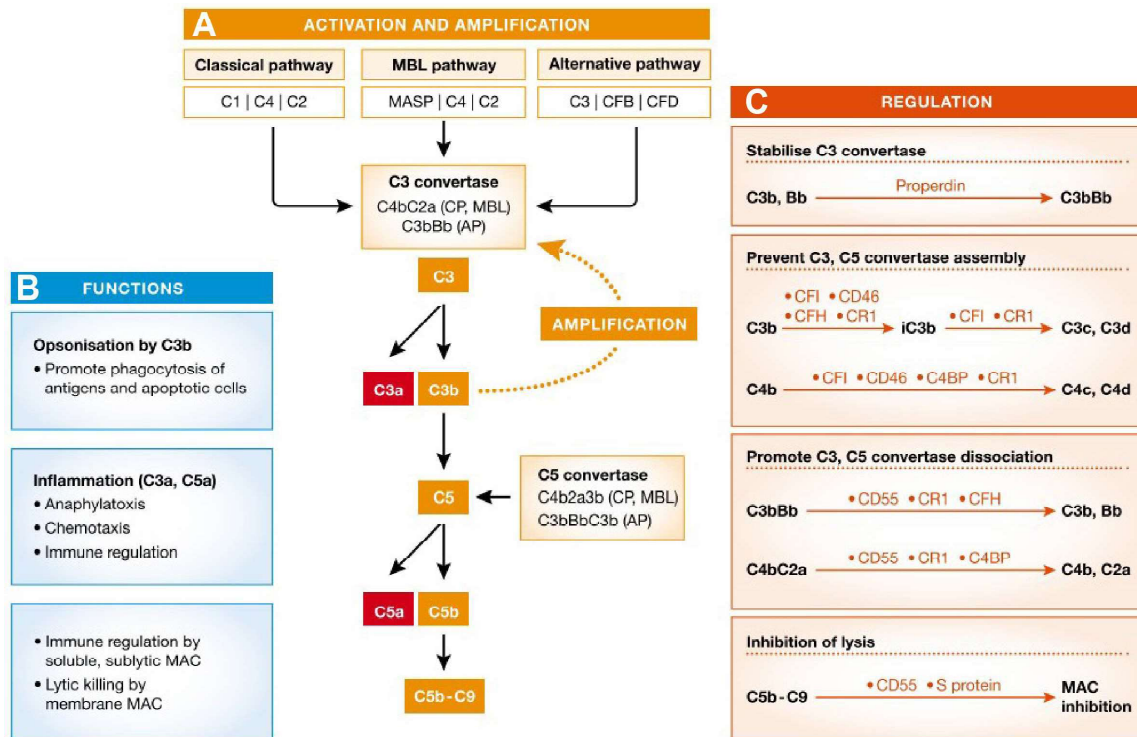 A ACTIVATION AND AMPLIFICATION
Classical pathway
MBL pathway
Alternative pathway
C1 | C4 | C2
MASP | C4 | C2
C3 | CFB | CFD
C3 convertase
C4bC2a (CP, MBL)
C3bBb (AP)
C3
AMPLIFICATION
C3a
C3b
C5
C5 convertase
C4b2a3b (CP, MBL)
C3bBbC3b (AP)
C5a
C5b
C5b-C9
B FUNCTIONS
Opsonisation by C3b
• Promote phagocytosis of
antigens and apoptotic cells
Inflammation (C3a, C5a)
• Anaphylatoxis
• Chemotaxis
• Immune regulation
• Immune regulation by
soluble, sublytic MAC
• Lytic killing by
membrane MAC
C REGULATION
Stabilise C3 convertase
Properdin
C3b, Bb C3bBb
Prevent C3, C5 convertase assembly
• CFI • CD46
• CFH • CR1 • CFI • CR1
C3b iC3b C3c, C3d
• CFI • CD46 • C4BP • CR1
C4b C4c, C4d
Promote C3, C5 convertase dissociation
• CD55 • CR1 • CFH
C3bBb C3b, Bb
• CD55 • CR1 • C4BP
C4bC2a C4b, C2a
Inhibition of lysis
• CD55 • S protein
C5b-C9 MAC
inhibition